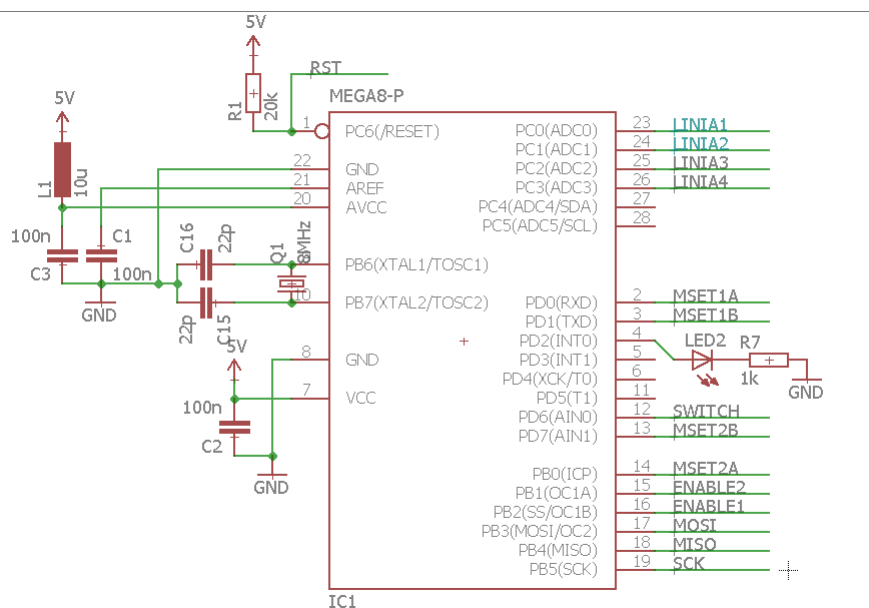 5V
RST
R1
20k
MEGA8-P
5V
1
PC6(/RESET)
PC0(ADC0)
23
LINIA1
PC1(ADC1)
24
LINIA2
22
GND
PC2(ADC2)
25
LINIA3
L1
10u
21
AREF
PC3(ADC3)
26
LINIA4
20
AVCC
PC4(ADC4/SDA)
27
PC5(ADC5/SCL)
28
100n
C1
C16
22p
Q1
8MHz
C3
100n
PB6(XTAL1/TOSC1)
GND
10
PB7(XTAL2/TOSC2)
PD0(RXD)
2
MSET1A
22p
C15
PD1(TXD)
3
MSET1B
5V
PD2(INT0)
4
LED2
R7
8
GND
PD3(INT1)
5
1k
GND
PD4(XCK/T0)
6
7
VCC
PD5(T1)
11
100n
PD6(AIN0)
12
SWITCH
C2
PD7(AIN1)
13
MSET2B
GND
PB0(ICP)
14
MSET2A
PB1(OC1A)
15
ENABLE2
PB2(SS/OC1B)
16
ENABLE1
PB3(MOSI/OC2)
17
MOSI
PB4(MISO)
18
MISO
PB5(SCK)
19
SCK
IC1